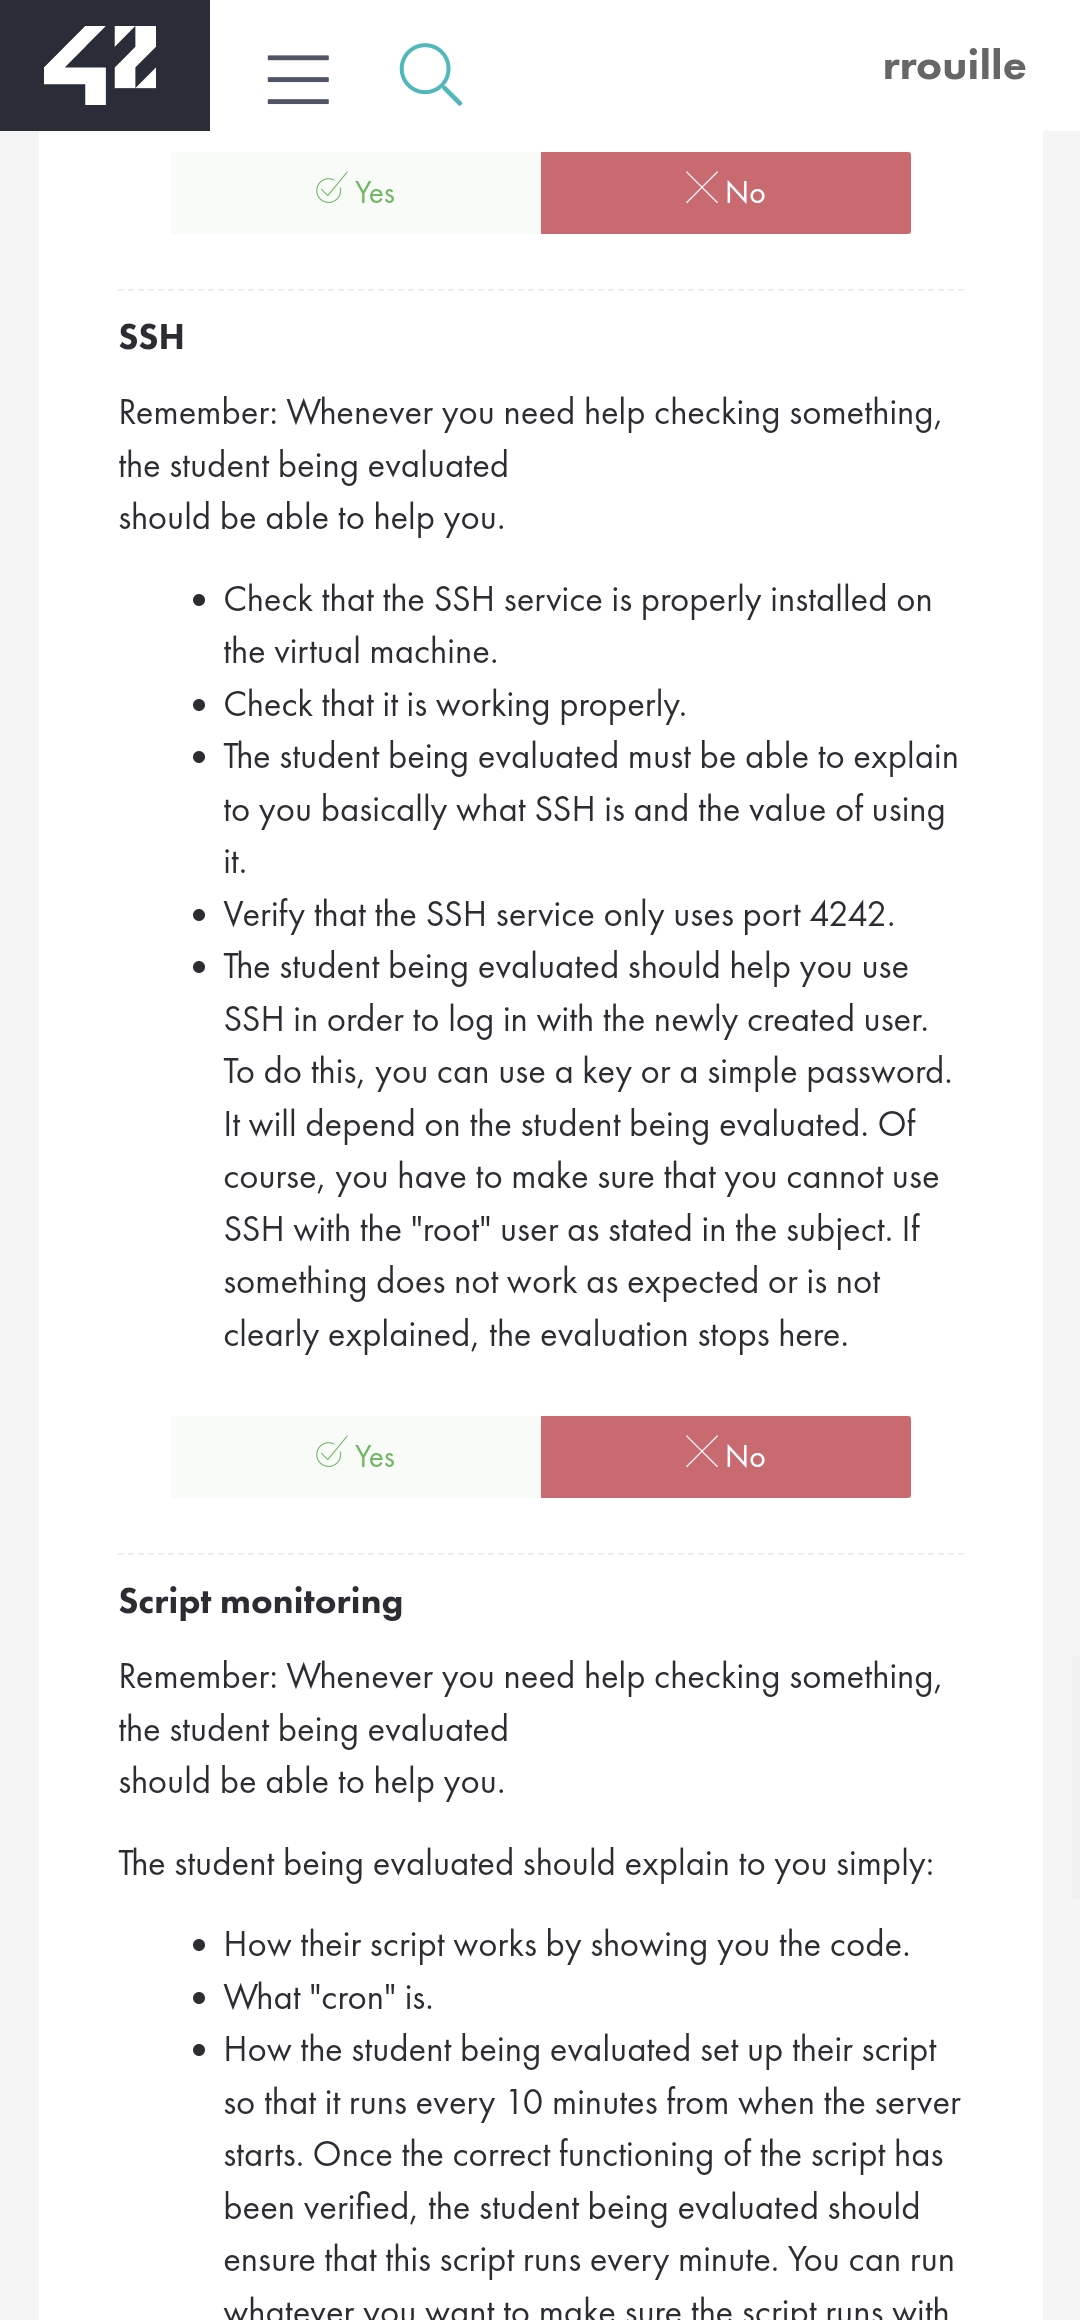 42
rrouille
Yes
No
SSH
Remember: Whenever you need help checking something,
the student being evaluated
should be able to help you.
Check that the SSH service is properly installed on
the virtual machine.
Check that it is working properly.
The student being evaluated must be able to explain
to you basically what SSH is and the value of using
it.
Verify that the SSH service only uses port 4242.
The student being evaluated should help you use
SSH in order to log in with the newly created user.
To do this, you can use a key or a simple password.
It will depend on the student being evaluated. Of
course, you have to make sure that you cannot use
SSH with the "root" user as stated in the subject. If
something does not work as expected or is not
clearly explained, the evaluation stops here.
Yes
No
Script monitoring
Remember: Whenever you need help checking something,
the student being evaluated
should be able to help you.
The student being evaluated should explain to you simply:
How their script works by showing you the code.
What "cron" is.
How the student being evaluated set up their script
so that it runs every 10 minutes from when the server
starts. Once the correct functioning of the script has
been verified, the student being evaluated should
ensure that this script runs every minute. You can run
whatever you want to make sure the script runs with